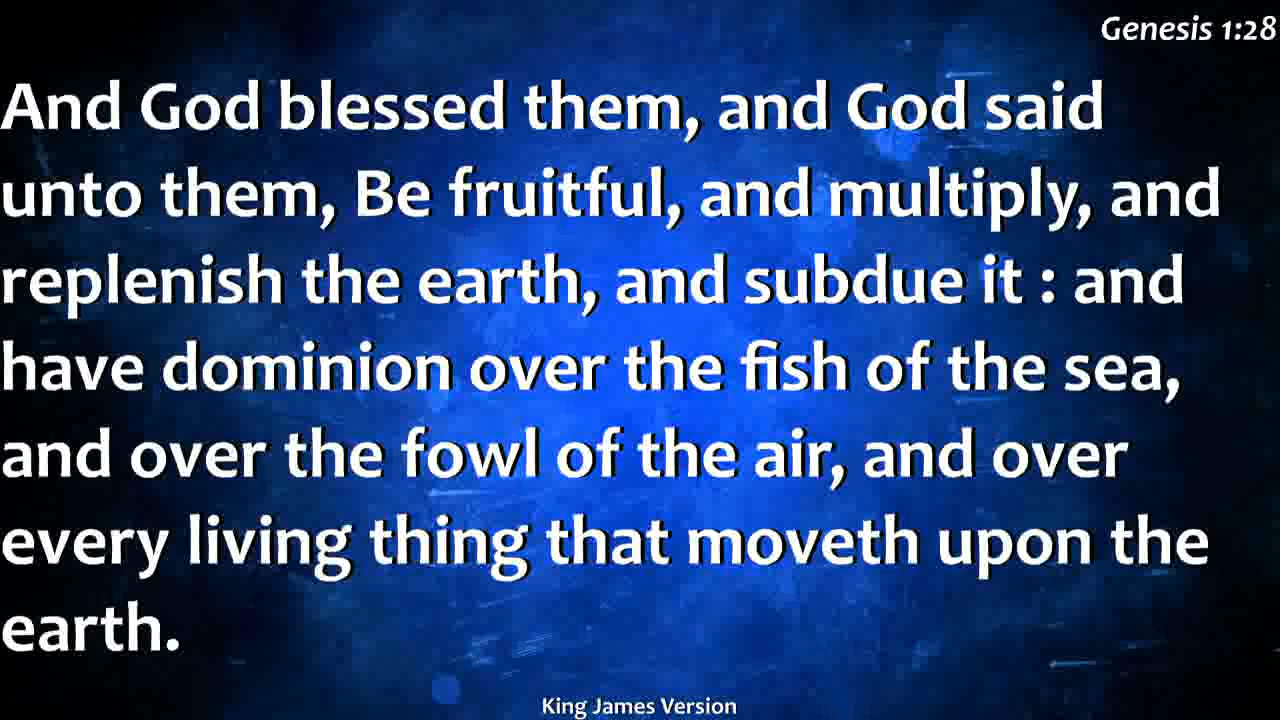 Genesis 1:28
And God blessed them, and God said
unto them, Be fruitful, and multiply, and
replenish the earth, and subdue it : and
have dominion over the fish of the sea,
and over the fowl of the air, and over
every living thing that moveth upon the
earth.
King James Version